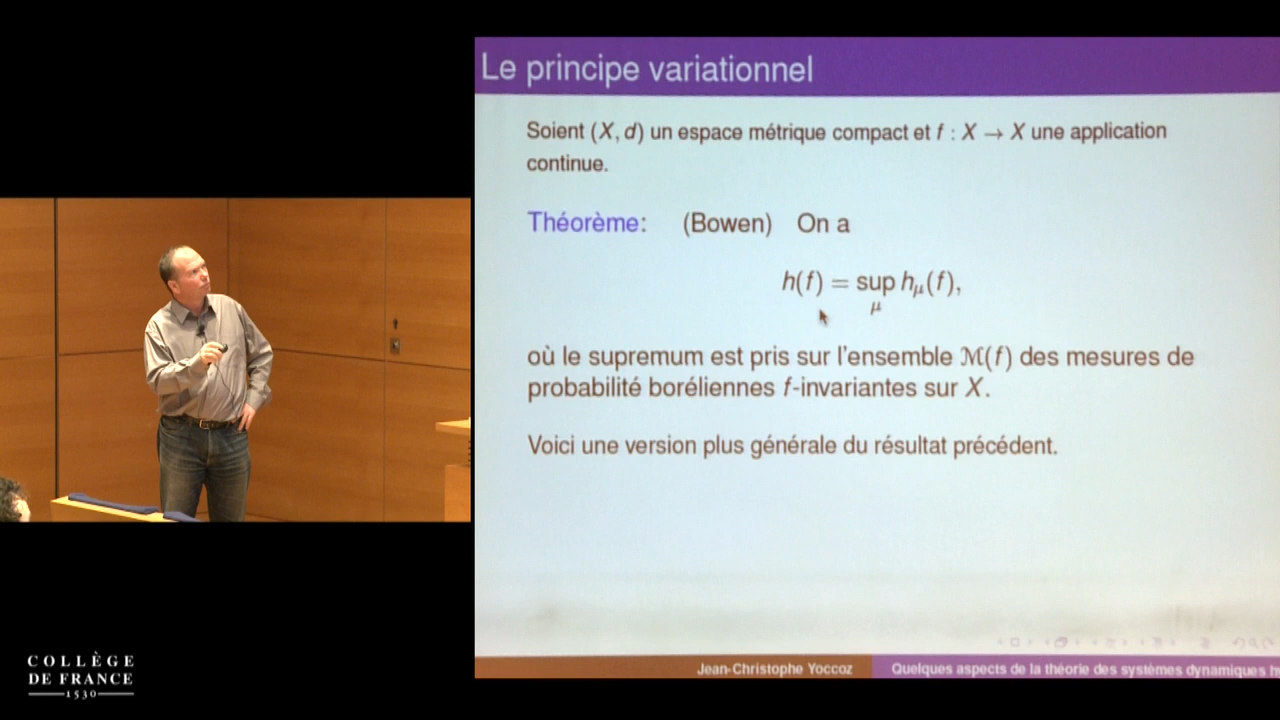 Le principe variationnel
Soient (X, d) un espace métrique compact et f : X → X une application
continue.
Théorème: (Bowen) On a
h(f) = sup h_μ(f),
μ
où le supremum est pris sur l'ensemble ℳ(f) des mesures de
probabilité boréliennes f-invariantes sur X.
Voici une version plus générale du résultat précédent.
Jean-Christophe Yoccoz
Quelques aspects de la théorie des systèmes dynamiques
COLLÈGE
DE FRANCE
1530